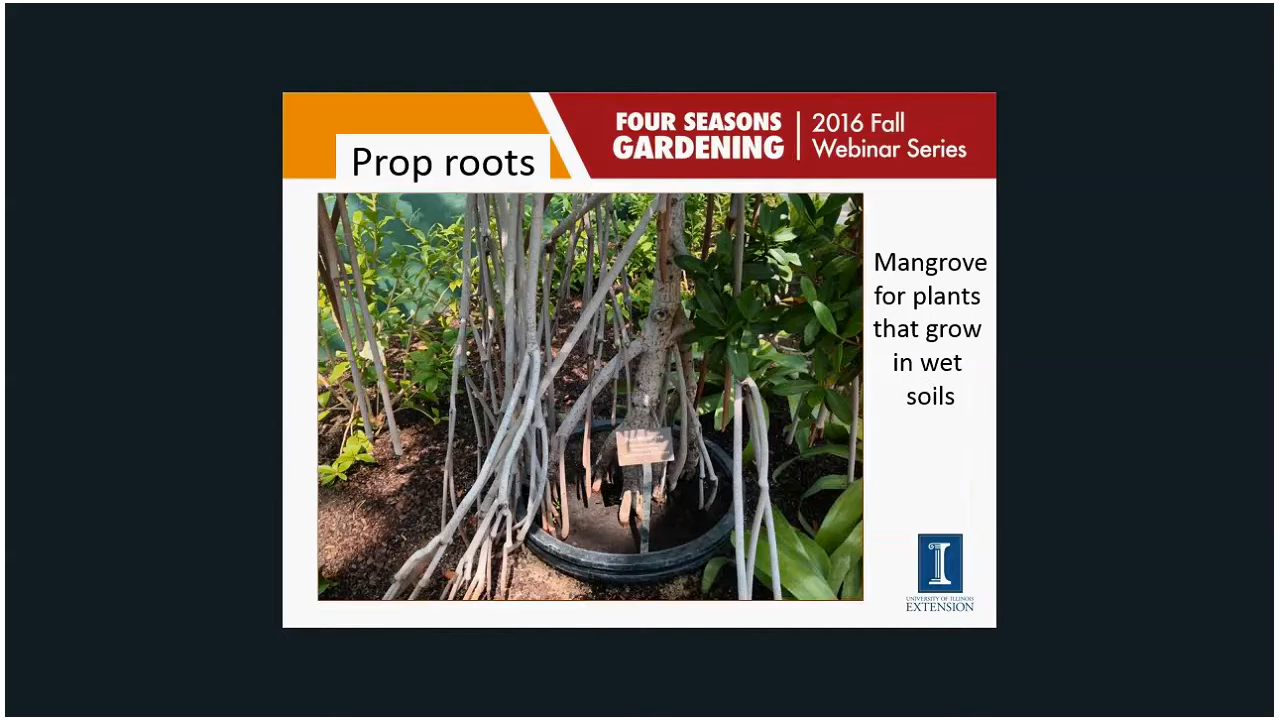 FOUR SEASONS
GARDENING
2016 Fall
Webinar Series
Prop roots
Mangrove
for plants
that grow
in wet
soils
I
UNIVERSITY OF ILLINOIS
EXTENSION